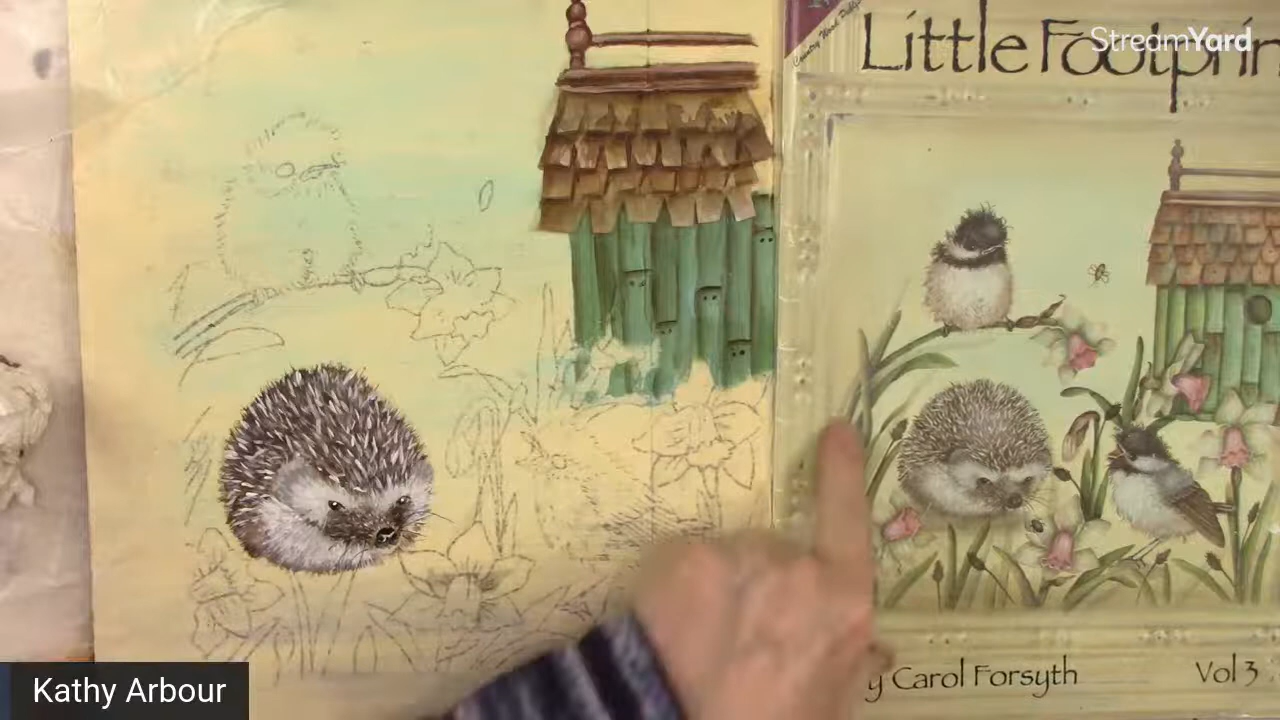 Little Footprin
StreamYard
y Carol Forsyth
Vol 3
Kathy Arbour